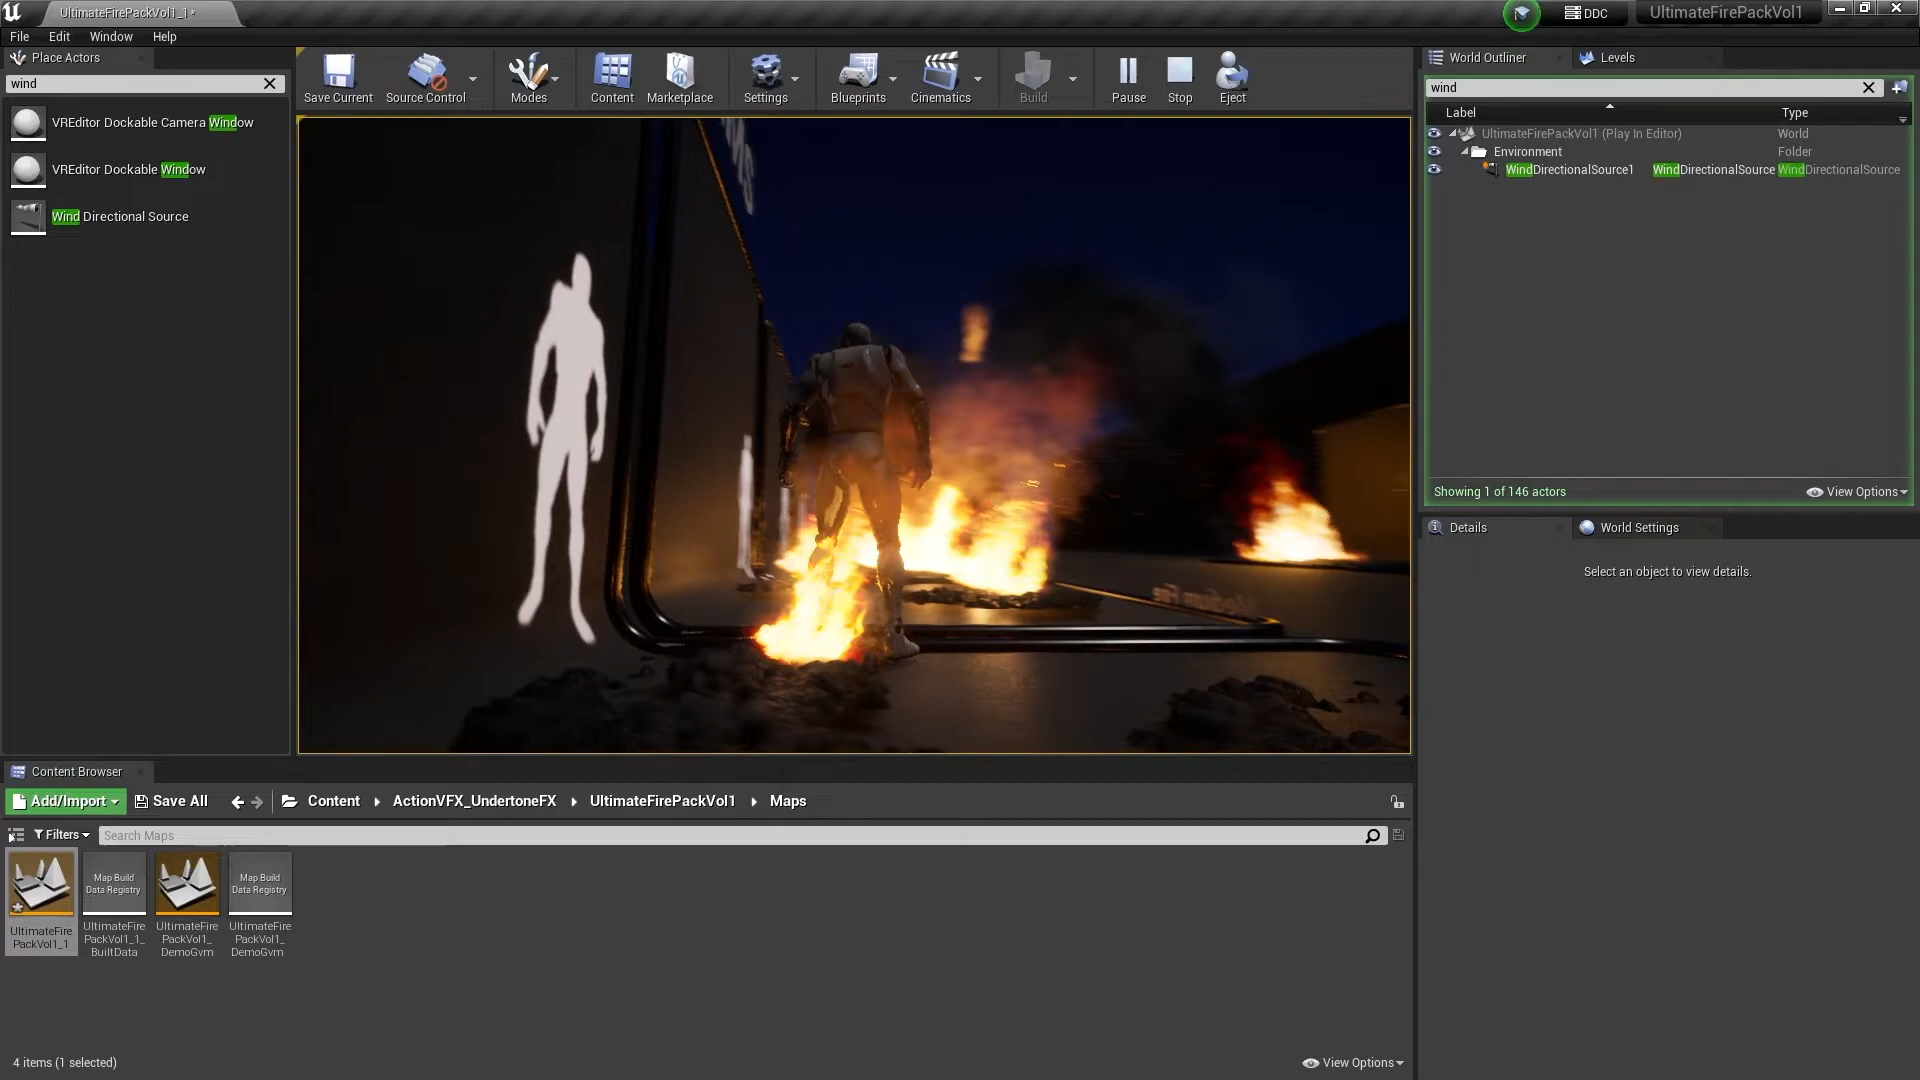 UltimateFirePackVol1_1*
DDC
UltimateFirePackVol1
File Edit Window Help
Place Actors
wind
VREditor Dockable Camera Window
VREditor Dockable Window
Wind Directional Source
Save Current Source Control Modes Content Marketplace Settings Blueprints Cinematics Build Pause Stop Eject
World Outliner Levels
wind
Label Type
UltimateFirePackVol1 (Play In Editor) World
Environment Folder
WindDirectionalSource1 WindDirectionalSource WindDirectionalSource
Showing 1 of 146 actors View Options
Details World Settings
Select an object to view details.
Content Browser
Add/Import Save All Content ActionVFX_UndertoneFX UltimateFirePackVol1 Maps
Filters Search Maps
Map Build
Data Registry
Map Build
Data Registry
UltimateFire
PackVol1_1
UltimateFire
PackVol1_1_
BuiltData
UltimateFire
PackVol1_
DemoGym
UltimateFire
PackVol1_
DemoGym
4 items (1 selected) View Options